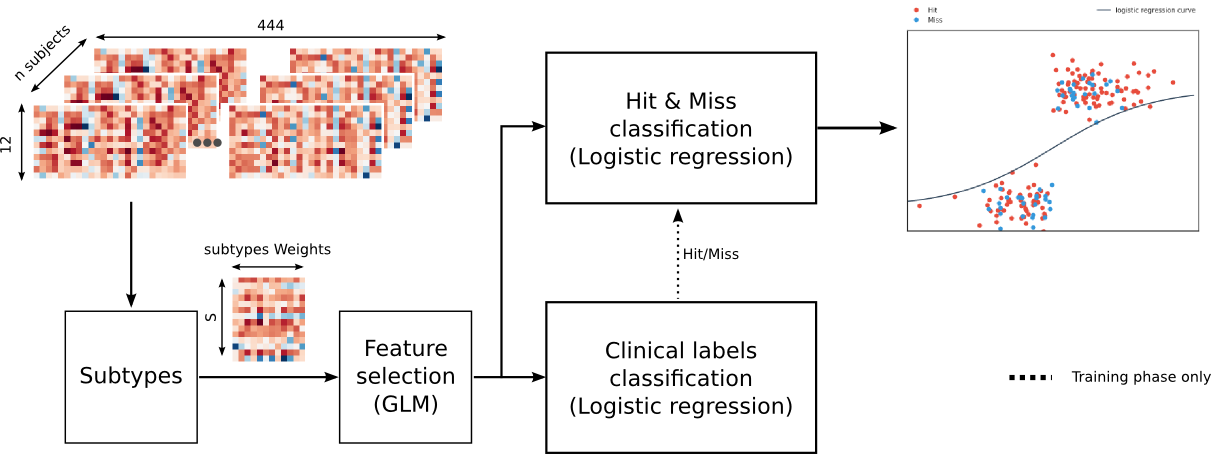 444
n subjects
12
Hit
Miss
logistic regression curve
Hit & Miss
classification
(Logistic regression)
Hit/Miss
subtypes Weights
S
Subtypes
Feature
selection
(GLM)
Clinical labels
classification
(Logistic regression)
Training phase only